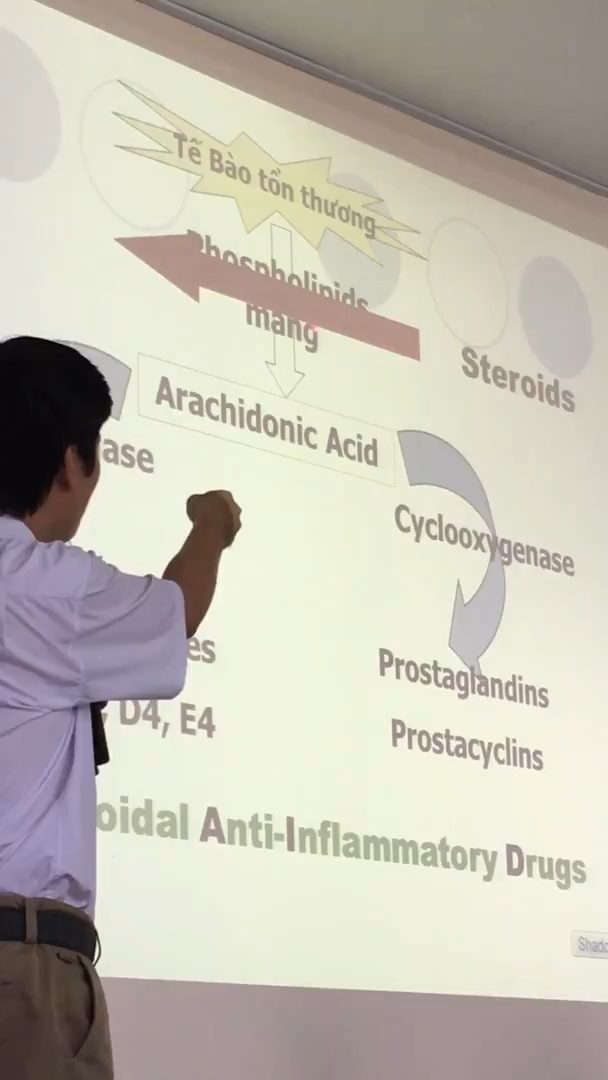 Tế Bào tổn thương
Phospholipids
màng
Steroids
Arachidonic Acid
ase
Cyclooxygenase
es
Prostaglandins
D4, E4
Prostacyclins
oidal Anti-Inflammatory Drugs
Shado